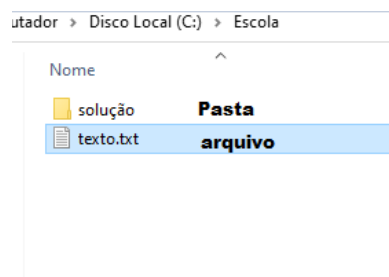 utador > Disco Local (C:) > Escola
Nome
solução Pasta
texto.txt arquivo